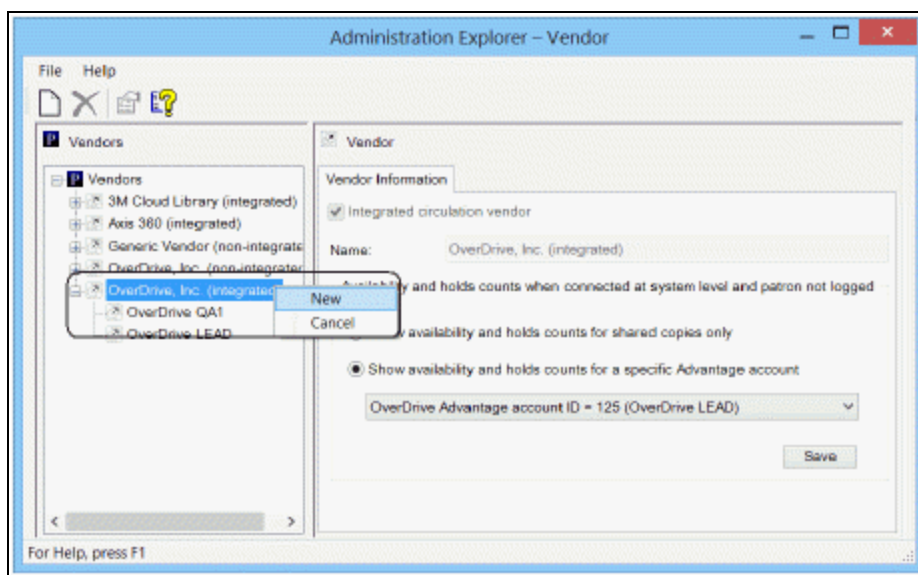 Administration Explorer – Vendor
File Help
Vendors
Vendors
3M Cloud Library (integrated)
Axis 360 (integrated)
Generic Vendor (non-integrate
OverDrive, Inc. (non-integrated
OverDrive, Inc. (integrated)
OverDrive QA1
OverDrive LEAD
New
Cancel
Vendor
Vendor Information
Integrated circulation vendor
Name: OverDrive, Inc. (integrated)
Availability and holds counts when connected at system level and patron not logged
availability and holds counts for shared copies only
Show availability and holds counts for a specific Advantage account
OverDrive Advantage account ID = 125 (OverDrive LEAD)
Save
For Help, press F1